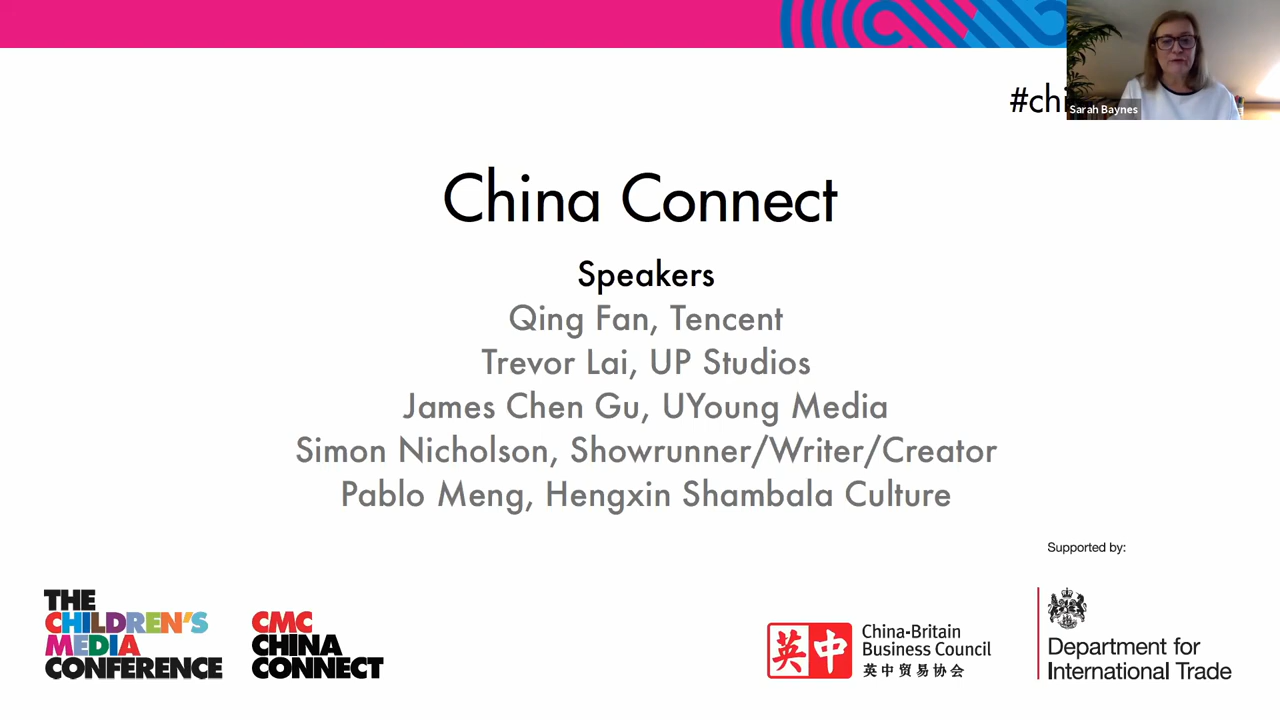 #chi
Sarah Baynes
China Connect
Speakers
Qing Fan, Tencent
Trevor Lai, UP Studios
James Chen Gu, UYoung Media
Simon Nicholson, Showrunner/Writer/Creator
Pablo Meng, Hengxin Shambala Culture
Supported by:
THE
CHILDREN'S
MEDIA
CONFERENCE
CMC
CHINA
CONNECT
英中
China-Britain
Business Council
英中贸易协会
Department for
International Trade